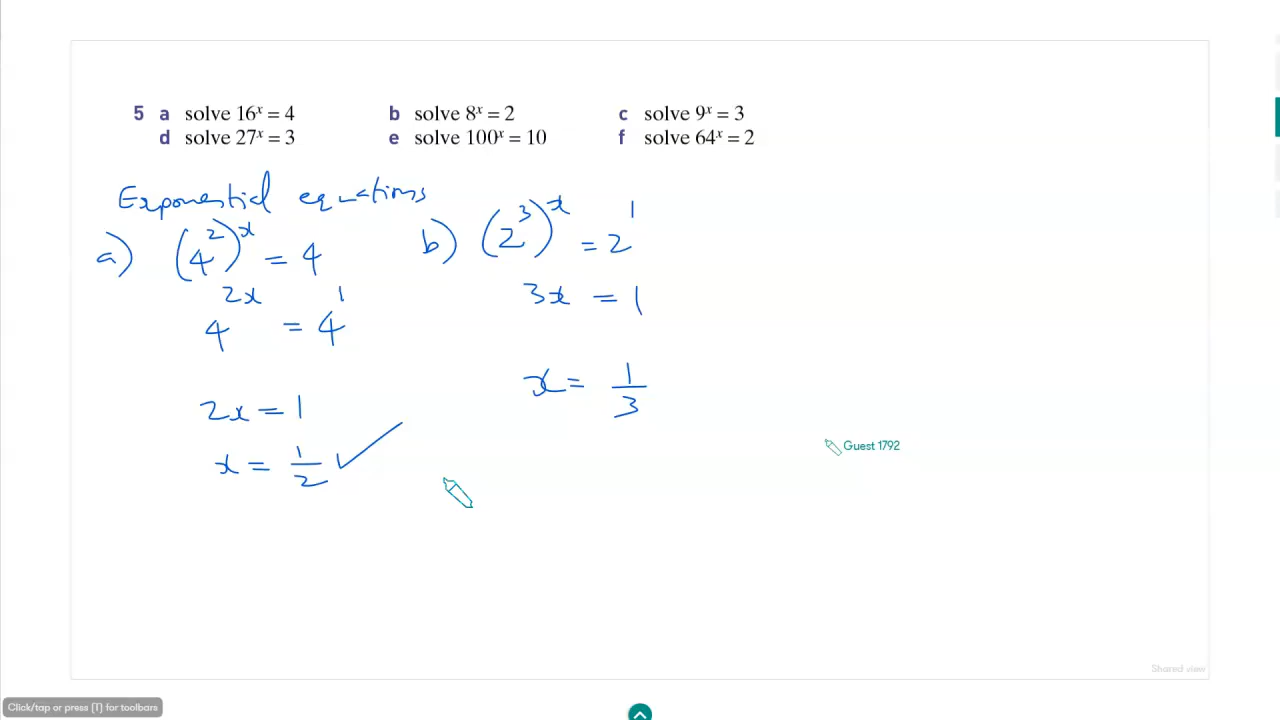 5 a solve 16ˣ = 4 b solve 8ˣ = 2 c solve 9ˣ = 3
d solve 27ˣ = 3 e solve 100ˣ = 10 f solve 64ˣ = 2
Exponential equations
a) (4²)ˣ = 4
4²ˣ = 4¹
2x = 1
x = 1/2 ✓
b) (2³)ˣ = 2¹
3x = 1
x = 1/3
Guest 1792
Shared view
Click/tap or press [T] for toolbars